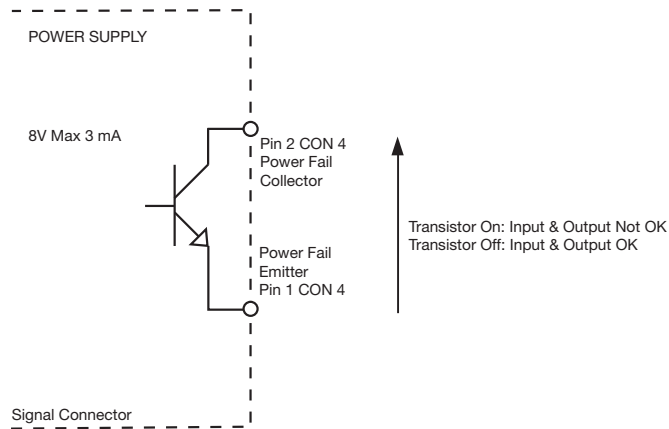 POWER SUPPLY
8V Max 3 mA
Pin 2 CON 4
Power Fail
Collector
Power Fail
Emitter
Pin 1 CON 4
Transistor On: Input & Output Not OK
Transistor Off: Input & Output OK
Signal Connector